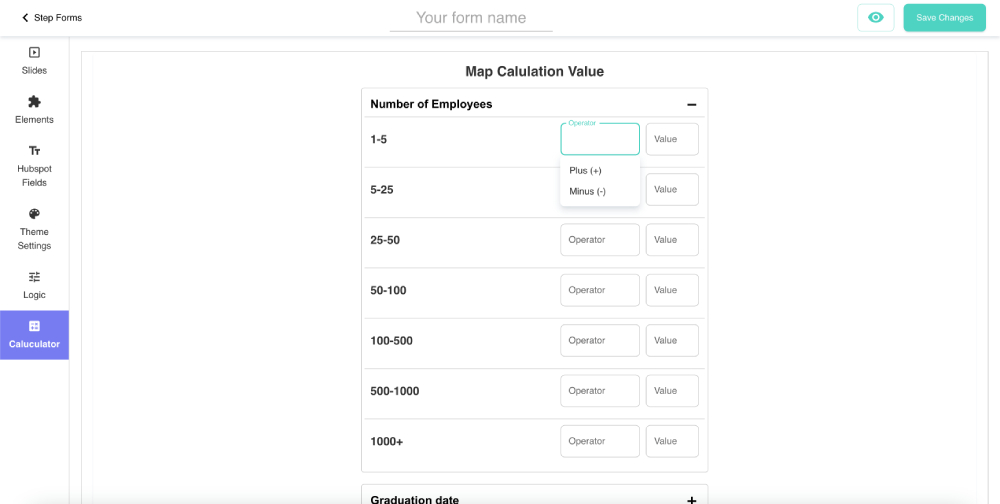 Step Forms
Your form name
Save Changes
Slides
Elements
Hubspot
Fields
Theme
Settings
Logic
Caluculator
Map Calulation Value
Number of Employees
1-5
Operator
Value
Plus (+)
Minus (-)
5-25
Value
25-50
Operator
Value
50-100
Operator
Value
100-500
Operator
Value
500-1000
Operator
Value
1000+
Operator
Value
Graduation date